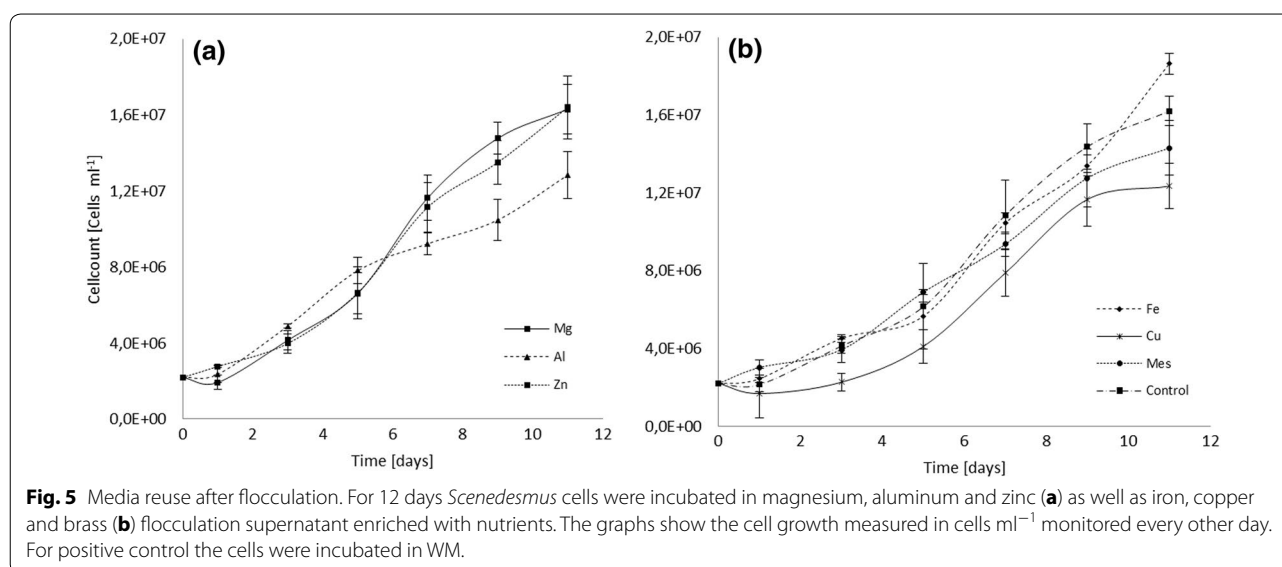 (a)
2,0E+07
1,6E+07
1,2E+07
8,0E+06
4,0E+06
0,0E+00
Cellcount [Cells ml⁻¹]
0 2 4 6 8 10 12
Time [days]
Mg
Al
Zn
(b)
2,0E+07
1,6E+07
1,2E+07
8,0E+06
4,0E+06
0,0E+00
0 2 4 6 8 10 12
Time [days]
Fe
Cu
Mes
Control
Fig. 5 Media reuse after flocculation. For 12 days Scenedesmus cells were incubated in magnesium, aluminum and zinc (a) as well as iron, copper
and brass (b) flocculation supernatant enriched with nutrients. The graphs show the cell growth measured in cells ml⁻¹ monitored every other day.
For positive control the cells were incubated in WM.